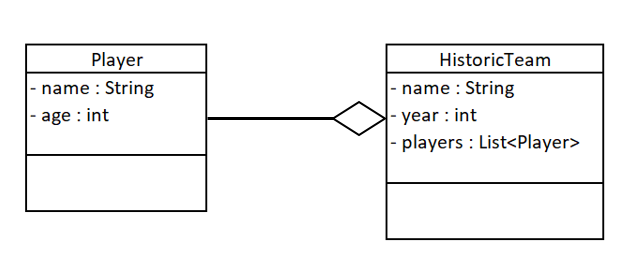 Player
- name : String
- age : int
HistoricTeam
- name : String
- year : int
- players : List<Player>